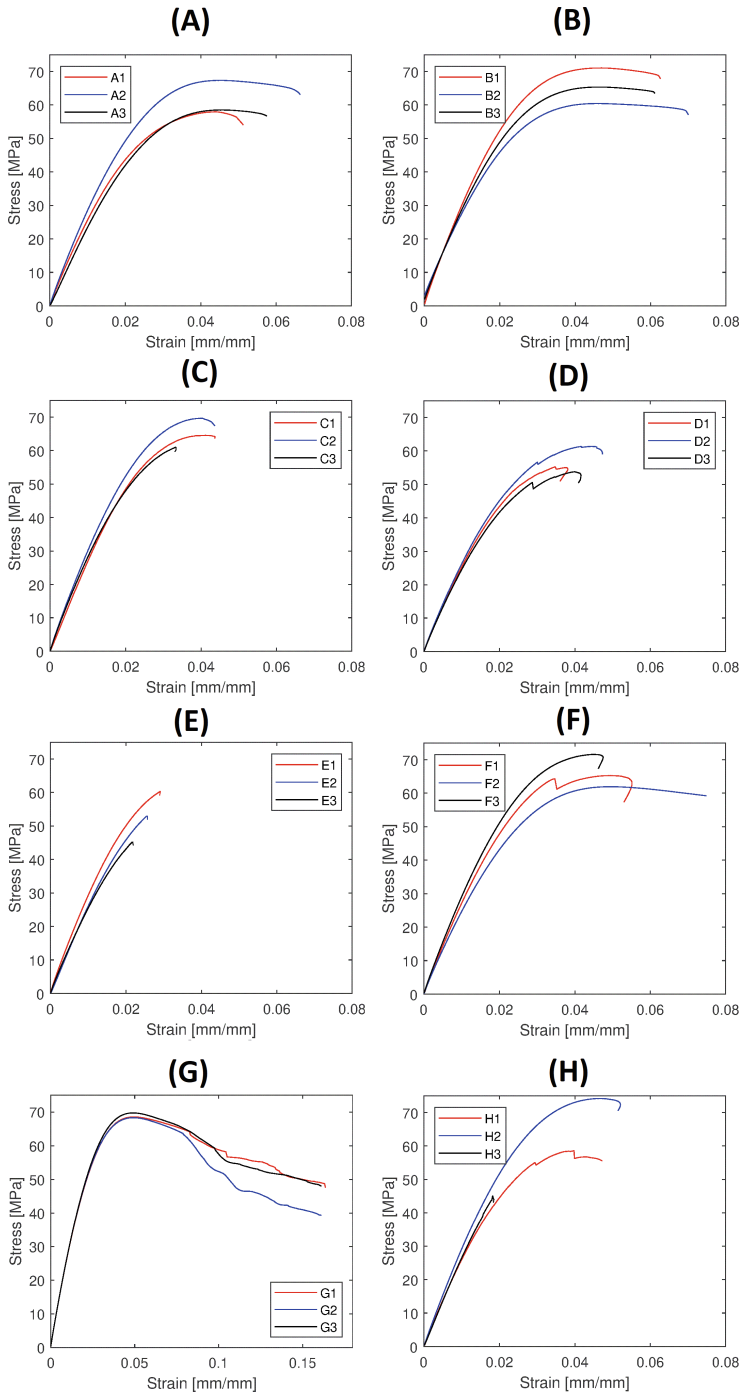 (A)
(B)
A1
A2
A3
B1
B2
B3
Stress [MPa]
70
60
50
40
30
20
10
0
0
0.02
0.04
0.06
0.08
Strain [mm/mm]
Stress [MPa]
70
60
50
40
30
20
10
0
0
0.02
0.04
0.06
0.08
Strain [mm/mm]
(C)
(D)
C1
C2
C3
D1
D2
D3
Stress [MPa]
70
60
50
40
30
20
10
0
0
0.02
0.04
0.06
0.08
Strain [mm/mm]
Stress [MPa]
70
60
50
40
30
20
10
0
0
0.02
0.04
0.06
0.08
Strain [mm/mm]
(E)
(F)
E1
E2
E3
F1
F2
F3
Stress [MPa]
70
60
50
40
30
20
10
0
0
0.02
0.04
0.06
0.08
Strain [mm/mm]
Stress [MPa]
70
60
50
40
30
20
10
0
0
0.02
0.04
0.06
0.08
Strain [mm/mm]
(G)
(H)
G1
G2
G3
H1
H2
H3
Stress [MPa]
70
60
50
40
30
20
10
0
0
0.05
0.1
0.15
Strain [mm/mm]
Stress [MPa]
70
60
50
40
30
20
10
0
0
0.02
0.04
0.06
0.08
Strain [mm/mm]